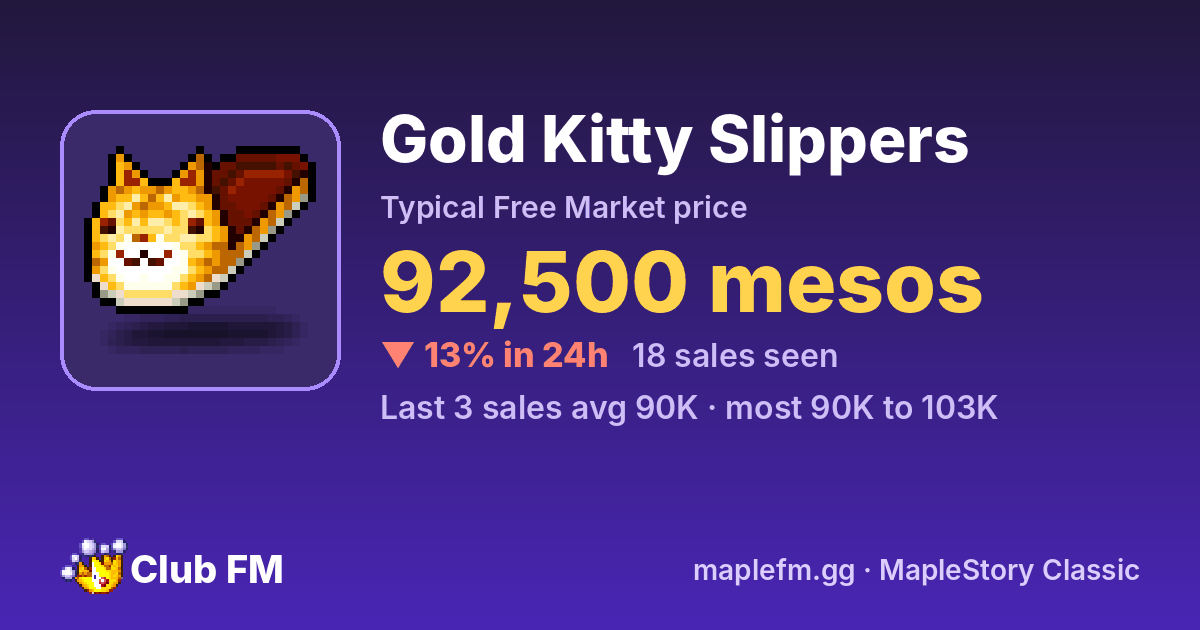 Gold Kitty Slippers
Typical Free Market price
92,500 mesos
▼ 13% in 24h 18 sales seen
Last 3 sales avg 90K · most 90K to 103K
Club FM
maplefm.gg · MapleStory Classic